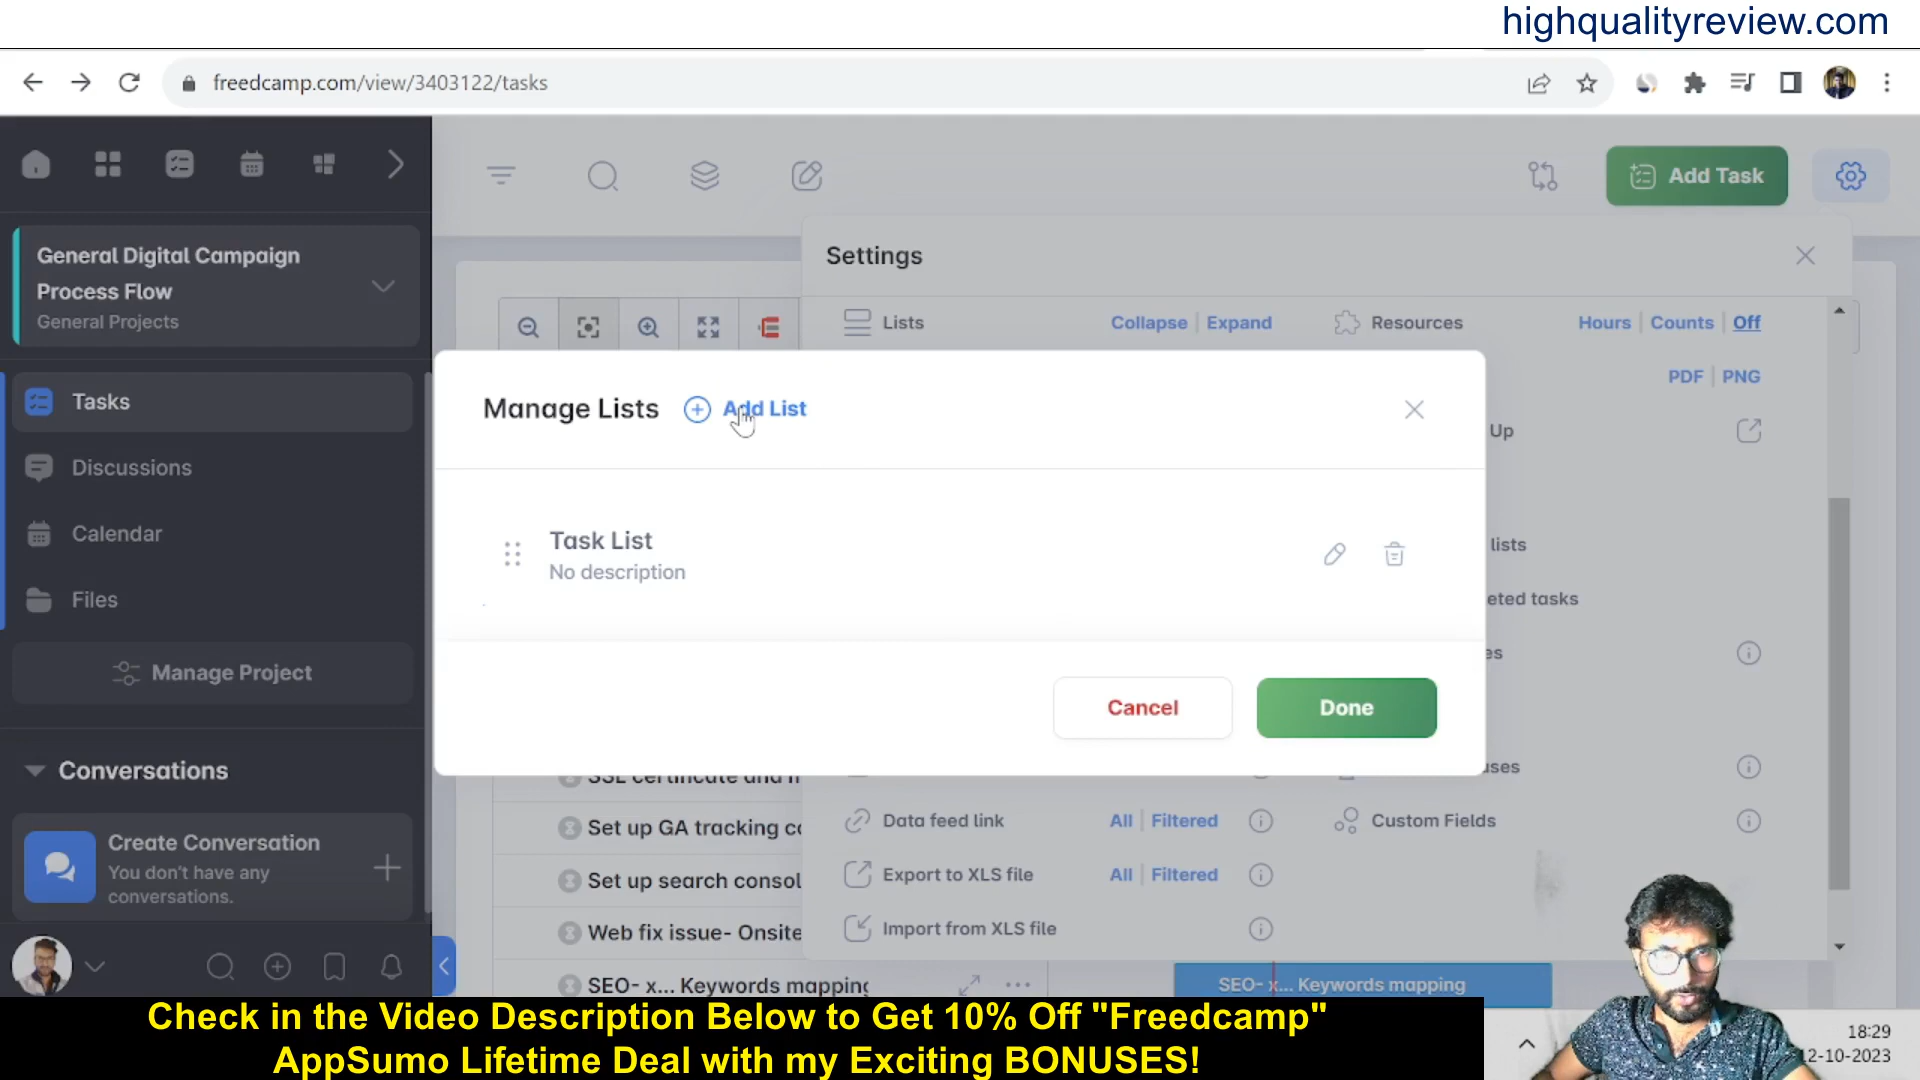 highqualityreview.com
freedcamp.com/view/3403122/tasks
Add Task
General Digital Campaign
Process Flow
General Projects
Settings
Lists
Collapse
Expand
Resources
Hours
Counts
Off
PDF
PNG
Manage Lists
Add List
Up
Tasks
Discussions
Calendar
Files
Manage Project
Task List
No description
lists
eted tasks
es
Cancel
Done
uses
Conversations
Create Conversation
You don't have any
conversations.
Set up GA tracking co
Set up search consol
Web fix issue- Onsite
SEO- x... Keywords mapping
Data feed link
All
Filtered
Custom Fields
Export to XLS file
All
Filtered
Import from XLS file
SEO- x... Keywords mapping
Check in the Video Description Below to Get 10% Off "Freedcamp"
AppSumo Lifetime Deal with my Exciting BONUSES!
18:29
12-10-2023